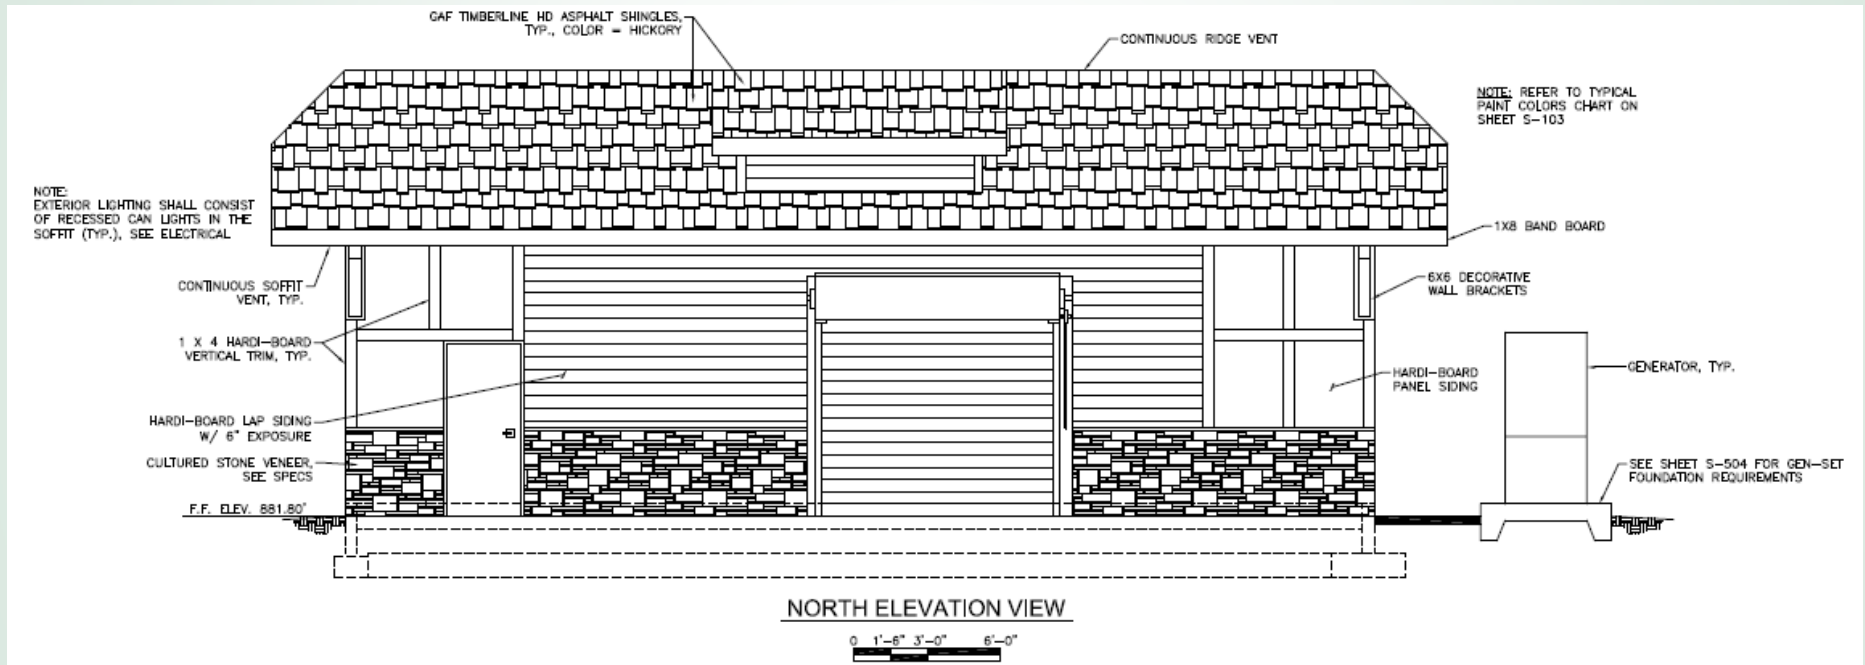 GAF TIMBERLINE HD ASPHALT SHINGLES,
TYP., COLOR = HICKORY
CONTINUOUS RIDGE VENT
NOTE: REFER TO TYPICAL
PAINT COLORS CHART ON
SHEET S-103
NOTE:
EXTERIOR LIGHTING SHALL CONSIST
OF RECESSED CAN LIGHTS IN THE
SOFFIT (TYP.), SEE ELECTRICAL
1X8 BAND BOARD
CONTINUOUS SOFFIT
VENT, TYP.
6X6 DECORATIVE
WALL BRACKETS
1 X 4 HARDI-BOARD
VERTICAL TRIM, TYP.
HARDI-BOARD
PANEL SIDING
GENERATOR, TYP.
HARDI-BOARD LAP SIDING
W/ 6" EXPOSURE
CULTURED STONE VENEER,
SEE SPECS
SEE SHEET S-504 FOR GEN-SET
FOUNDATION REQUIREMENTS
F.F. ELEV. 881.80'
NORTH ELEVATION VIEW
0 1'-6" 3'-0" 6'-0"